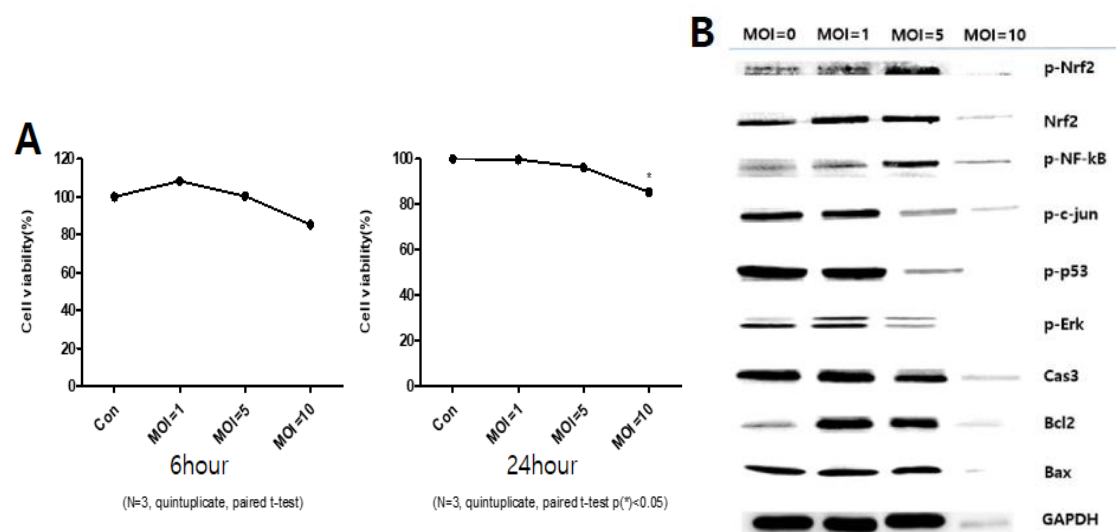 A
Cell viability(%)
120
100
80
60
40
20
0
Con
MOI=1
MOI=5
MOI=10
6hour
(N=3, quintuplicate, paired t-test)
Cell viability(%)
100
80
60
40
20
0
*
Con
MOI=1
MOI=5
MOI=10
24hour
(N=3, quintuplicate, paired t-test p(*)<0.05)
B
MOI=0 MOI=1 MOI=5 MOI=10
p-Nrf2
Nrf2
p-NF-kB
p-c-jun
p-p53
p-Erk
Cas3
Bcl2
Bax
GAPDH